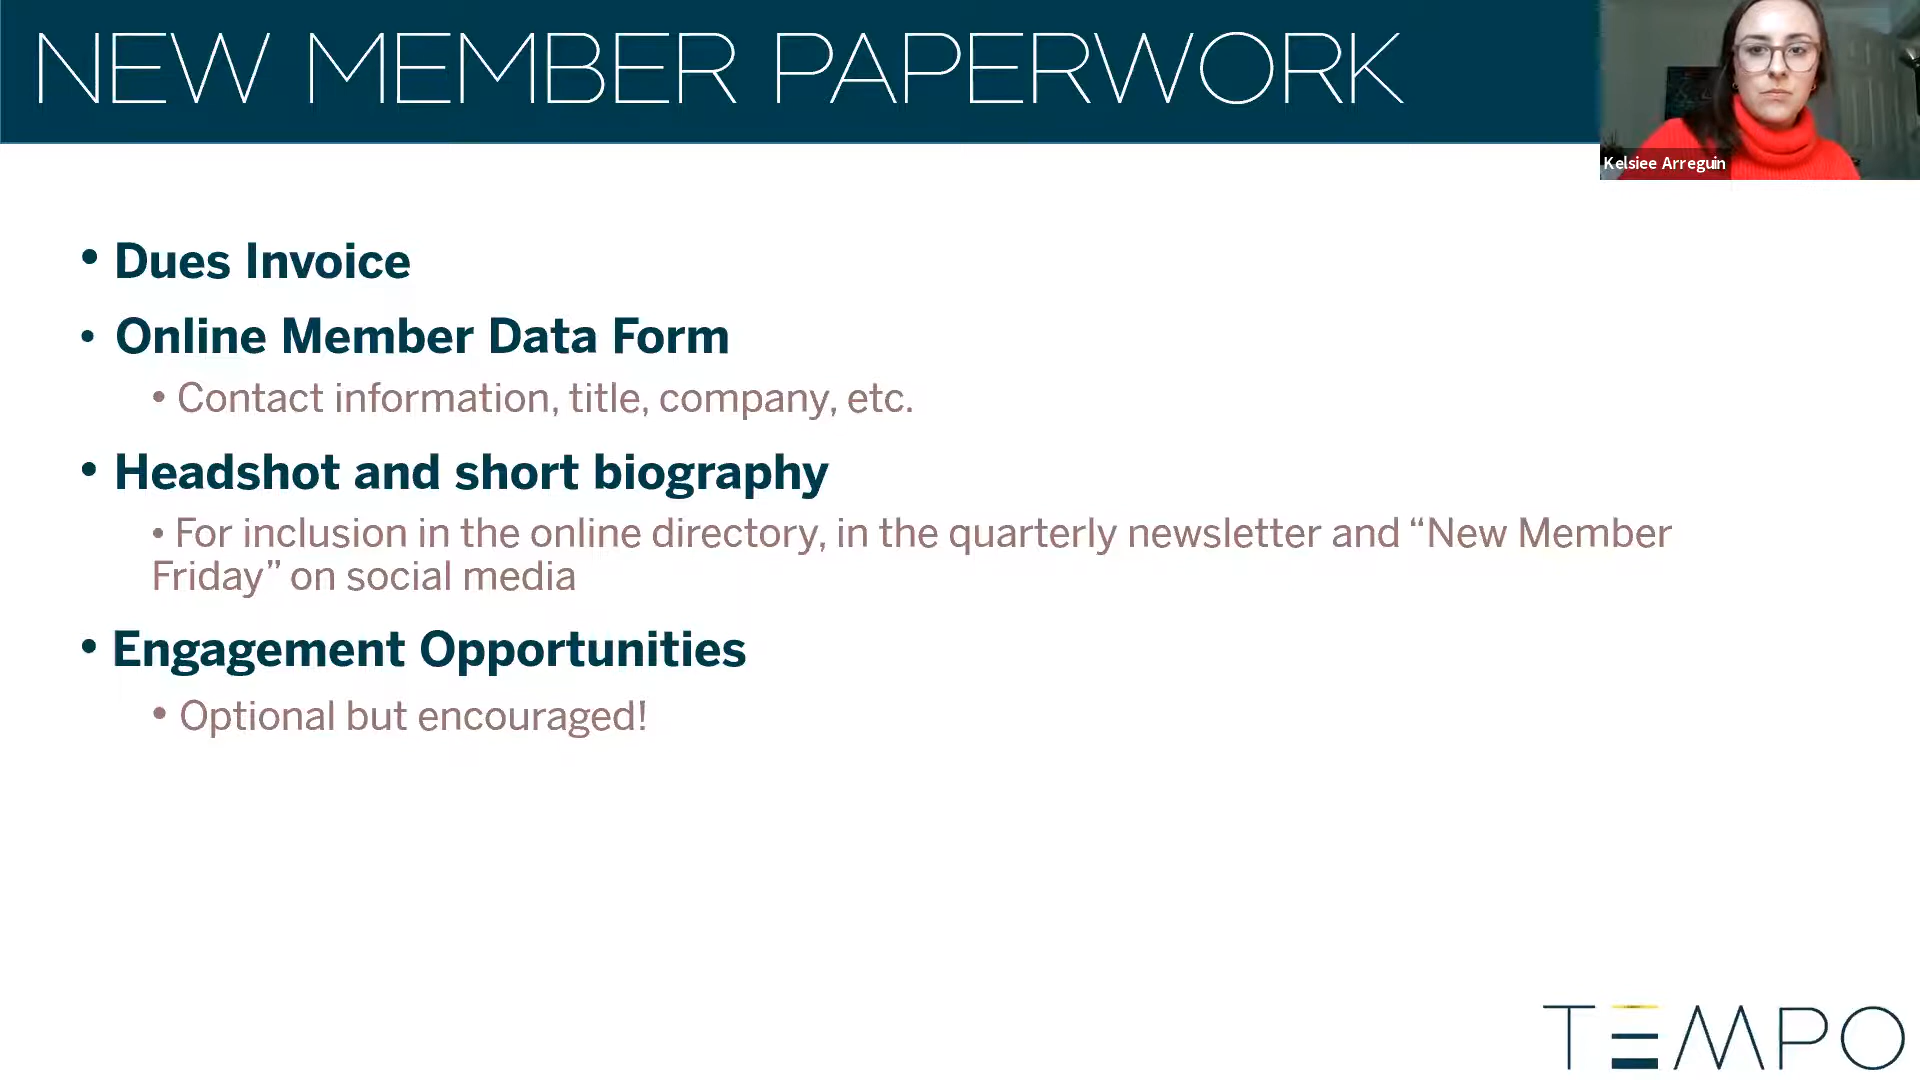 NEW MEMBER PAPERWORK
Kelsiee Arreguin
• Dues Invoice
• Online Member Data Form
• Contact information, title, company, etc.
• Headshot and short biography
• For inclusion in the online directory, in the quarterly newsletter and “New Member
Friday” on social media
• Engagement Opportunities
• Optional but encouraged!
TEMPO